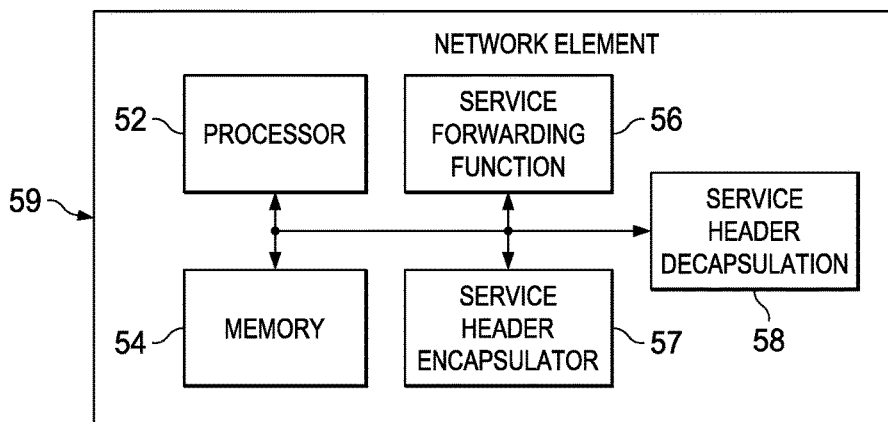 NETWORK ELEMENT
52
PROCESSOR
SERVICE
FORWARDING
FUNCTION
56
59
SERVICE
HEADER
DECAPSULATION
58
54
MEMORY
SERVICE
HEADER
ENCAPSULATOR
57